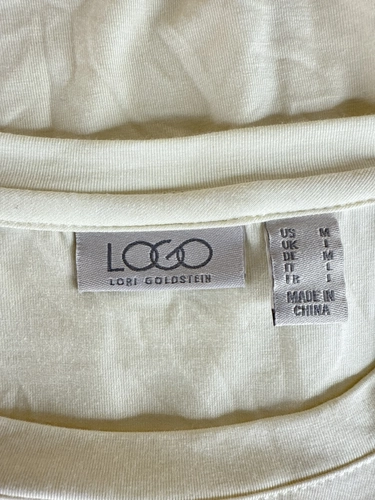 LOGO
LORI GOLDSTEIN
US M
UK L
DE M
IT L
FR L
MADE IN
CHINA